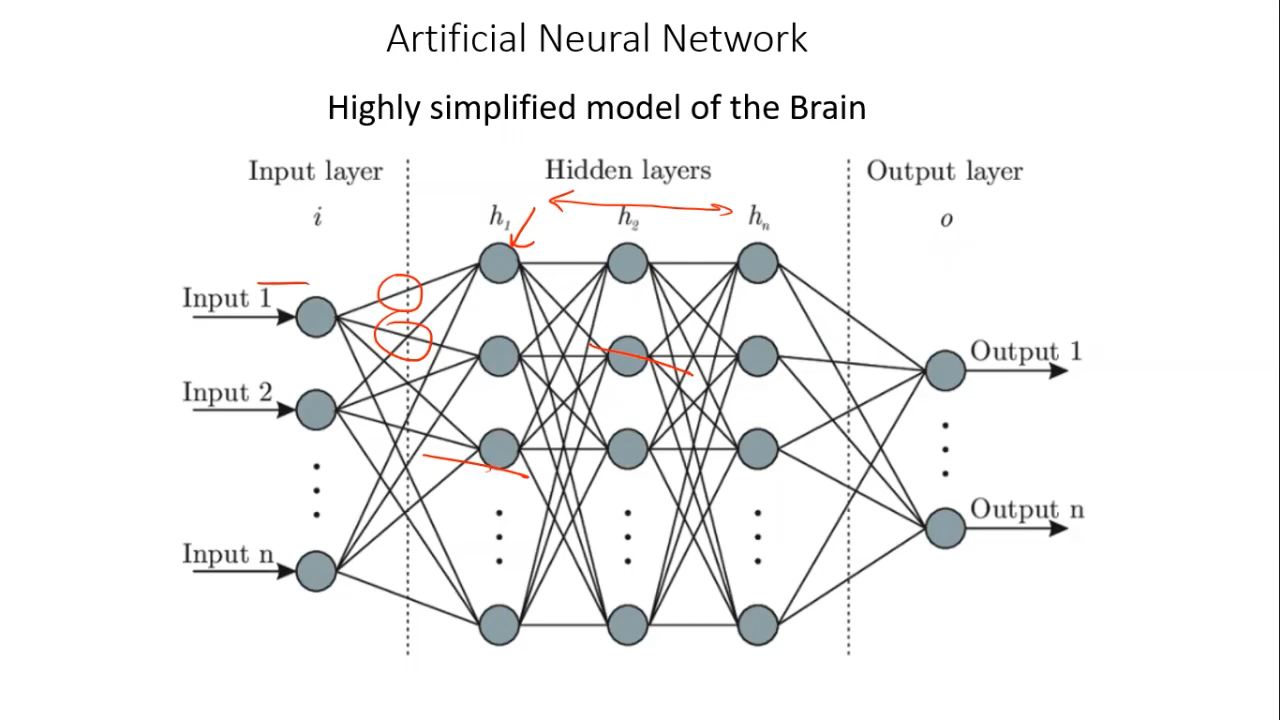 Artificial Neural Network
Highly simplified model of the Brain
Input layer
Hidden layers
Output layer
i
h₁
h₂
hₙ
o
Input 1
Input 2
Input n
Output 1
Output n